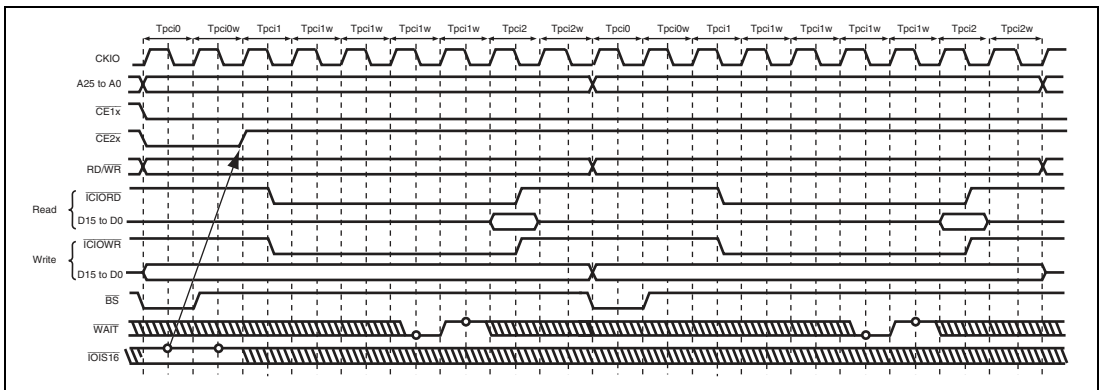 Tpci0 Tpci0w Tpci1 Tpci1w Tpci1w Tpci1w Tpci1w Tpci2 Tpci2w Tpci0 Tpci0w Tpci1 Tpci1w Tpci1w Tpci1w Tpci1w Tpci2 Tpci2w
CKIO
A25 to A0
CE1x
CE2x
RD/WR
Read
ICIORD
D15 to D0
Write
ICIOWR
D15 to D0
BS
WAIT
IOIS16